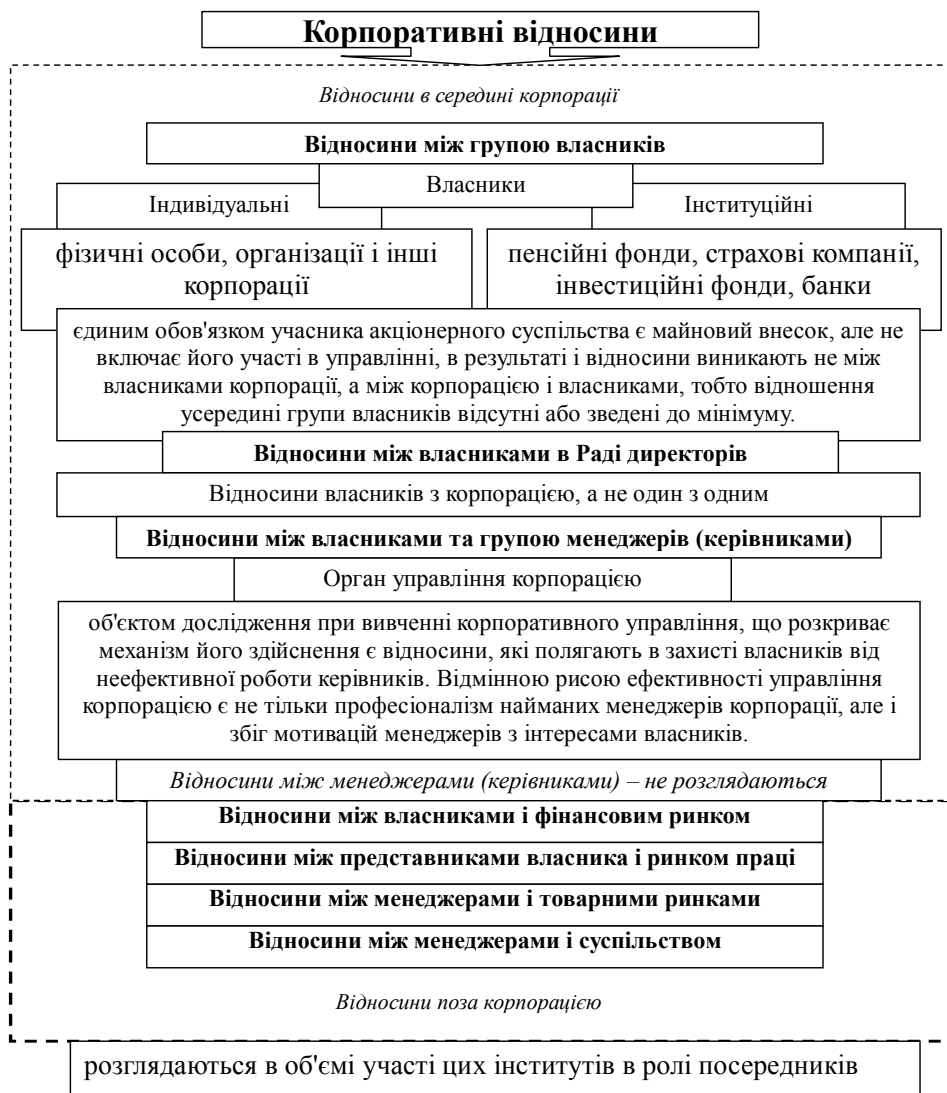 Корпоративні відносини
Відносини в середині корпорації
Відносини між групою власників
Власники
Індивідуальні
Інституційні
фізичні особи, організації і інші
корпорації
пенсійні фонди, страхові компанії,
інвестиційні фонди, банки
єдиним обов'язком учасника акціонерного суспільства є майновий внесок, але не
включає його участі в управлінні, в результаті і відносини виникають не між
власниками корпорації, а між корпорацією і власниками, тобто відношення
усередині групи власників відсутні або зведені до мінімуму.
Відносини між власниками в Раді директорів
Відносини власників з корпорацією, а не один з одним
Відносини між власниками та групою менеджерів (керівниками)
Орган управління корпорацією
об'єктом дослідження при вивченні корпоративного управління, що розкриває
механізм його здійснення є відносини, які полягають в захисті власників від
неефективної роботи керівників. Відмінною рисою ефективності управління
корпорацією є не тільки професіоналізм найманих менеджерів корпорації, але і
збіг мотивацій менеджерів з інтересами власників.
Відносини між менеджерами (керівниками) – не розглядаються
Відносини між власниками і фінансовим ринком
Відносини між представниками власника і ринком праці
Відносини між менеджерами і товарними ринками
Відносини між менеджерами і суспільством
Відносини поза корпорацією
розглядаються в об'ємі участі цих інститутів в ролі посередників